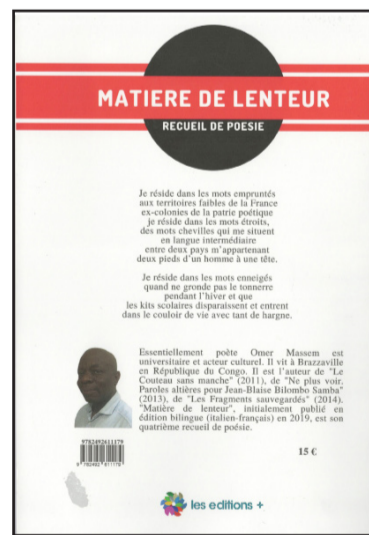 MATIERE DE LENTEUR
RECUEIL DE POESIE
Je réside dans les mots empruntés
aux territoires faibles de la France
ex-colonies de la patrie poétique
je réside dans les mots étroits,
des mots chevilles qui me situent
en langue intermédiaire
entre deux pays m'appartenant
deux pieds d'un homme à une tête.
Je réside dans les mots enneigés
quand ne gronde pas le tonnerre
pendant l'hiver et que
les kits scolaires disparaissent et entrent
dans le couloir de vie avec tant de hargne.
Essentiellement poète Omer Massem est
universitaire et acteur culturel. Il vit à Brazzaville
en République du Congo. Il est l'auteur de "Le
Couteau sans manche" (2011), de "Ne plus voir.
Paroles altières pour Jean-Blaise Bilombo Samba"
(2013), de "Les Fragments sauvegardés" (2014).
"Matière de lenteur", initialement publié en
édition bilingue (italien-français) en 2019, est son
quatrième recueil de poésie.
9782492611179
9 782492 611179
15 €
les editions +